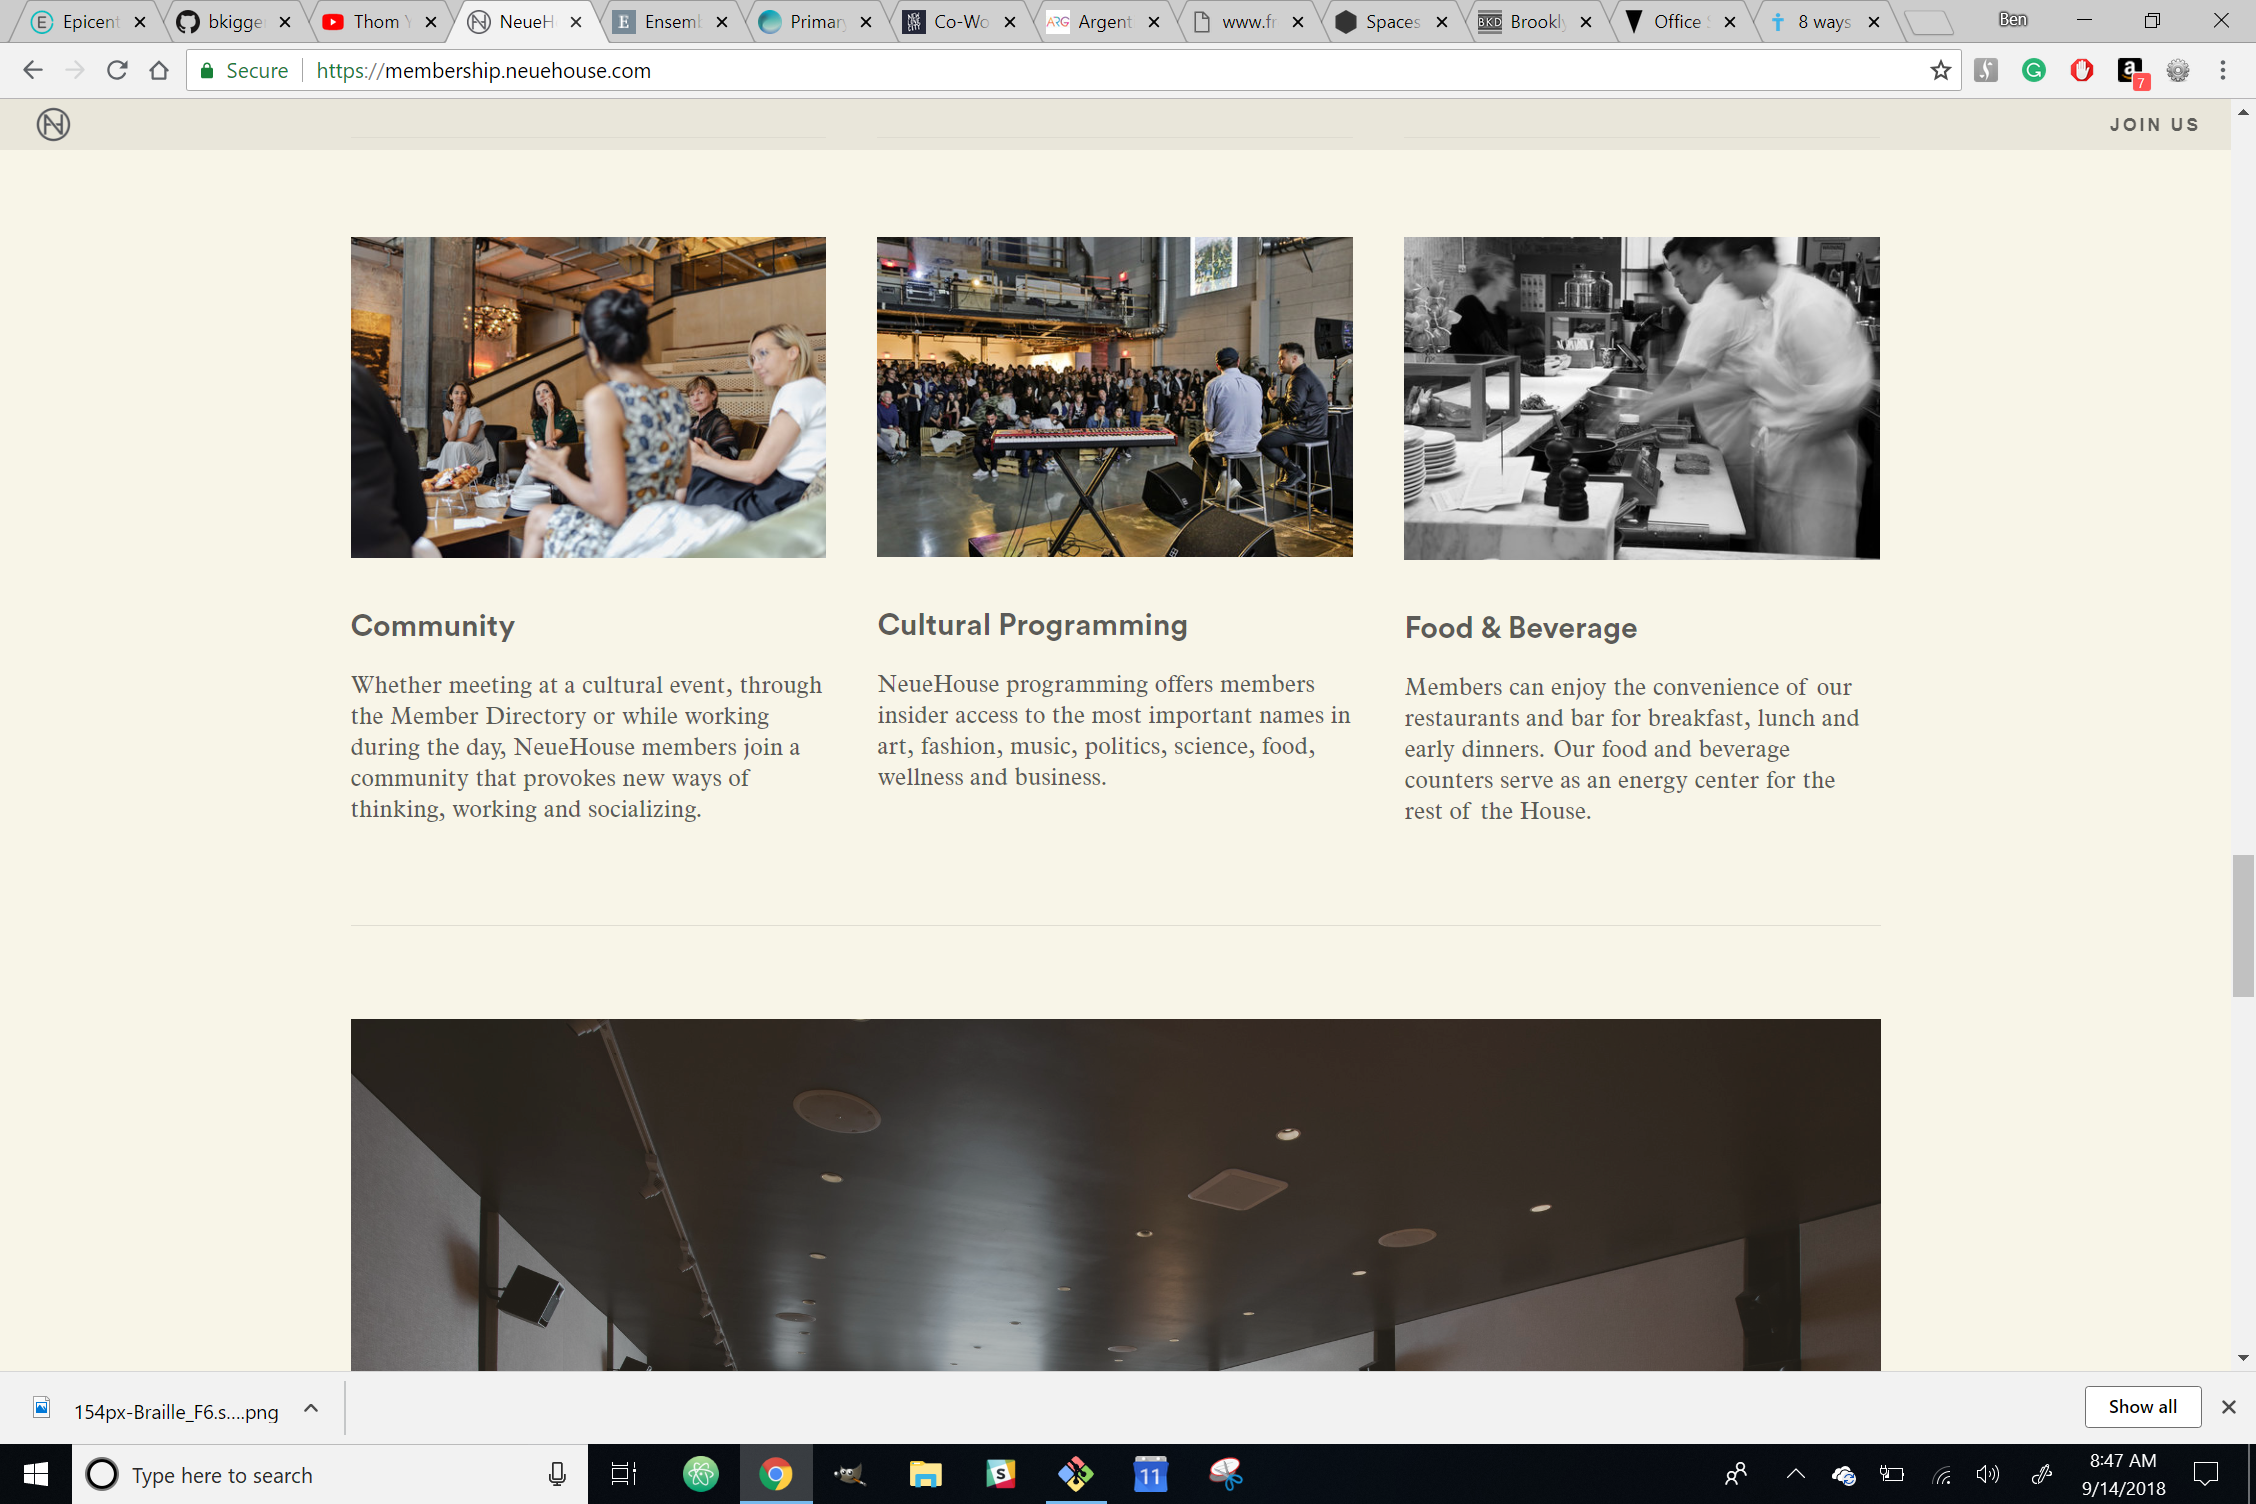 Epicent
bkigge
Thom Y
NeueH
Ensemb
Primary
Co-Wo
ARG Argent
www.fr
Spaces
BKD Brookly
Office S
8 ways
Ben
Secure
https://membership.neuehouse.com
7
JOIN US
Community
Whether meeting at a cultural event, through
the Member Directory or while working
during the day, NeueHouse members join a
community that provokes new ways of
thinking, working and socializing.
Cultural Programming
NeueHouse programming offers members
insider access to the most important names in
art, fashion, music, politics, science, food,
wellness and business.
Food & Beverage
Members can enjoy the convenience of our
restaurants and bar for breakfast, lunch and
early dinners. Our food and beverage
counters serve as an energy center for the
rest of the House.
154px-Braille_F6.s....png
Show all
Type here to search
11
8:47 AM
9/14/2018